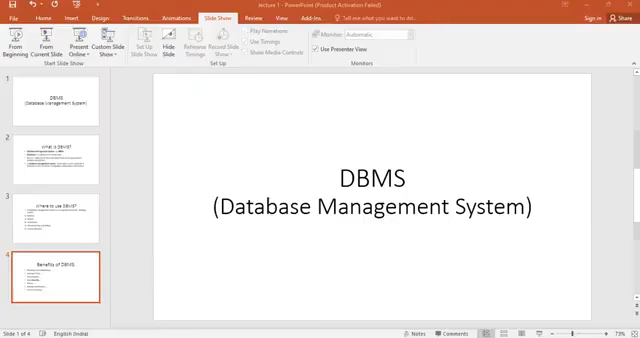 lecture 1 - PowerPoint (Product Activation Failed)
File Home Insert Design Transitions Animations Slide Show Review View Add-Ins Tell me what you want to do... Sign in Share
From Beginning
From Current Slide
Present Online
Custom Slide Show
Set Up Slide Show
Hide Slide
Rehearse Timings
Record Slide Show
Play Narrations
Use Timings
Show Media Controls
Monitor: Automatic
Use Presenter View
Start Slide Show Set Up Monitors
1
DBMS
(Database Management System)
2
What is DBMS?
3
Where to use DBMS?
4
Benefits of DBMS
DBMS
(Database Management System)
Slide 1 of 4 English (India) Notes Comments 73%